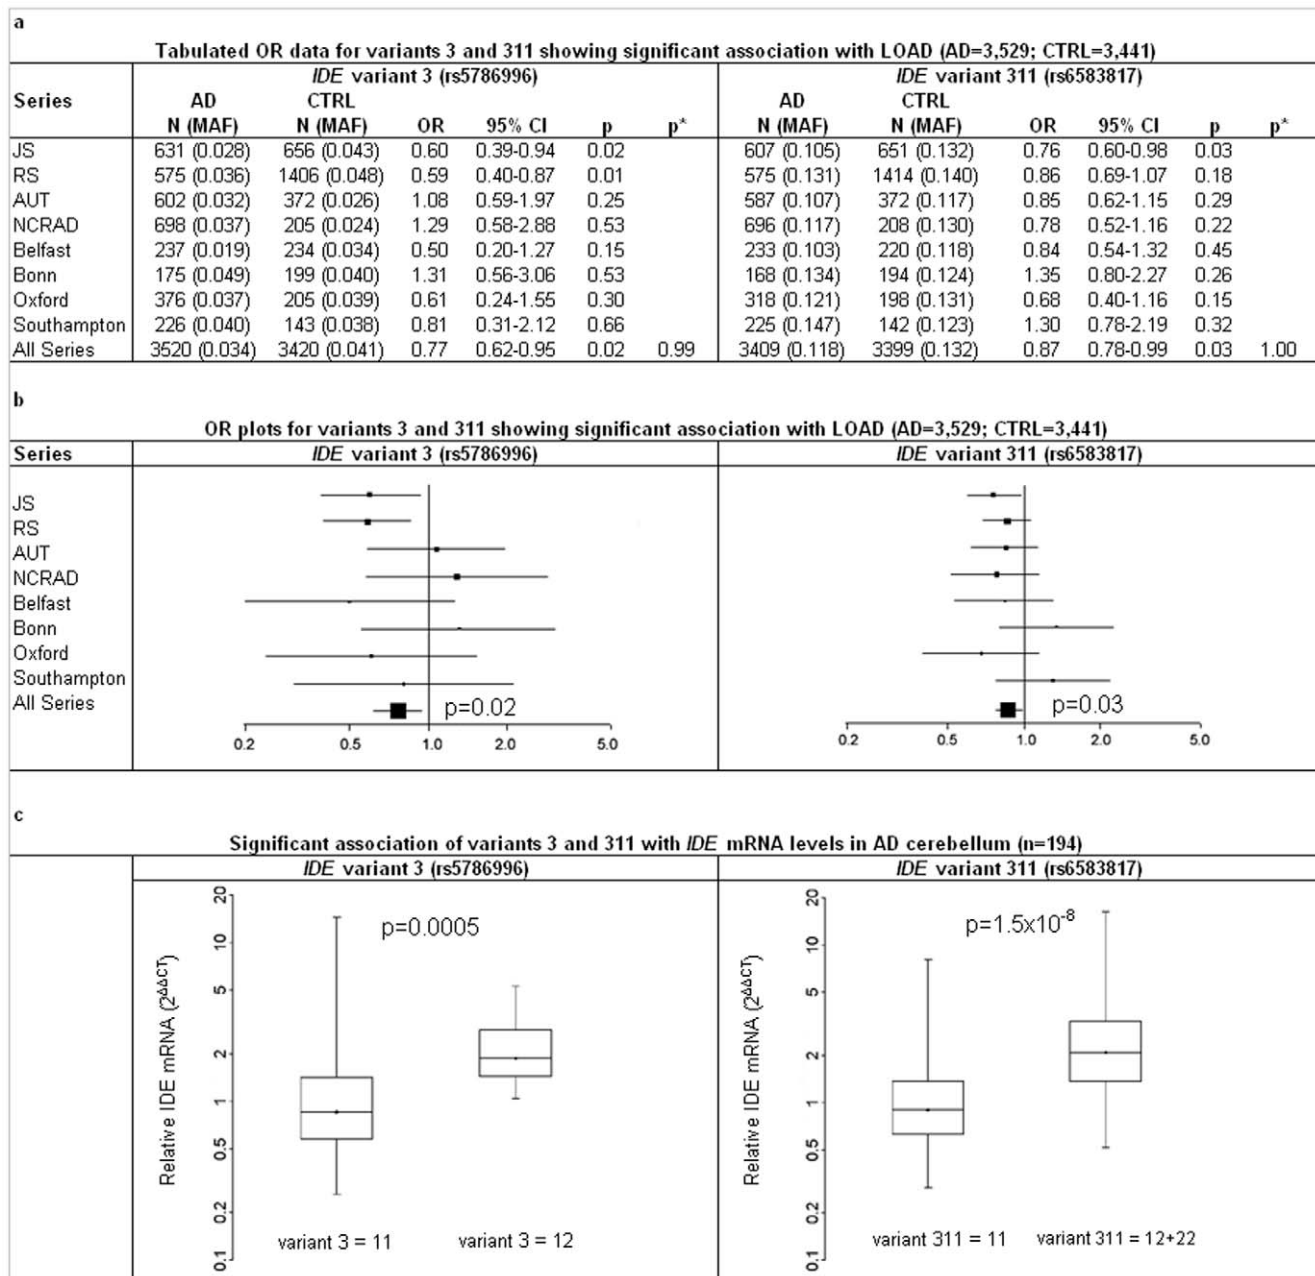 a
Tabulated OR data for variants 3 and 311 showing significant association with LOAD (AD=3,529; CTRL=3,441)
IDE variant 3 (rs5786996) IDE variant 311 (rs6583817)
Series AD CTRL AD CTRL
N (MAF) N (MAF) OR 95% CI p p* N (MAF) N (MAF) OR 95% CI p p*
JS 631 (0.028) 656 (0.043) 0.60 0.39-0.94 0.02 607 (0.105) 651 (0.132) 0.76 0.60-0.98 0.03
RS 575 (0.036) 1406 (0.048) 0.59 0.40-0.87 0.01 575 (0.131) 1414 (0.140) 0.86 0.69-1.07 0.18
AUT 602 (0.032) 372 (0.026) 1.08 0.59-1.97 0.25 587 (0.107) 372 (0.117) 0.85 0.62-1.15 0.29
NCRAD 698 (0.037) 205 (0.024) 1.29 0.58-2.88 0.53 696 (0.117) 208 (0.130) 0.78 0.52-1.16 0.22
Belfast 237 (0.019) 234 (0.034) 0.50 0.20-1.27 0.15 233 (0.103) 220 (0.118) 0.84 0.54-1.32 0.45
Bonn 175 (0.049) 199 (0.040) 1.31 0.56-3.06 0.53 168 (0.134) 194 (0.124) 1.35 0.80-2.27 0.26
Oxford 376 (0.037) 205 (0.039) 0.61 0.24-1.55 0.30 318 (0.121) 198 (0.131) 0.68 0.40-1.16 0.15
Southampton 226 (0.040) 143 (0.038) 0.81 0.31-2.12 0.66 225 (0.147) 142 (0.123) 1.30 0.78-2.19 0.32
All Series 3520 (0.034) 3420 (0.041) 0.77 0.62-0.95 0.02 0.99 3409 (0.118) 3399 (0.132) 0.87 0.78-0.99 0.03 1.00
b
OR plots for variants 3 and 311 showing significant association with LOAD (AD=3,529; CTRL=3,441)
Series IDE variant 3 (rs5786996) IDE variant 311 (rs6583817)
JS
RS
AUT
NCRAD
Belfast
Bonn
Oxford
Southampton
All Series p=0.02 p=0.03
0.2 0.5 1.0 2.0 5.0 0.2 0.5 1.0 2.0 5.0
c
Significant association of variants 3 and 311 with IDE mRNA levels in AD cerebellum (n=194)
IDE variant 3 (rs5786996) IDE variant 311 (rs6583817)
Relative IDE mRNA (2^ΔΔCT)
20
10
5
2
1
0.5
0.2
0.1
p=0.0005
variant 3 = 11 variant 3 = 12
Relative IDE mRNA (2^ΔΔCT)
20
10
5
2
1
0.5
0.2
0.1
p=1.5x10^-8
variant 311 = 11 variant 311 = 12+22